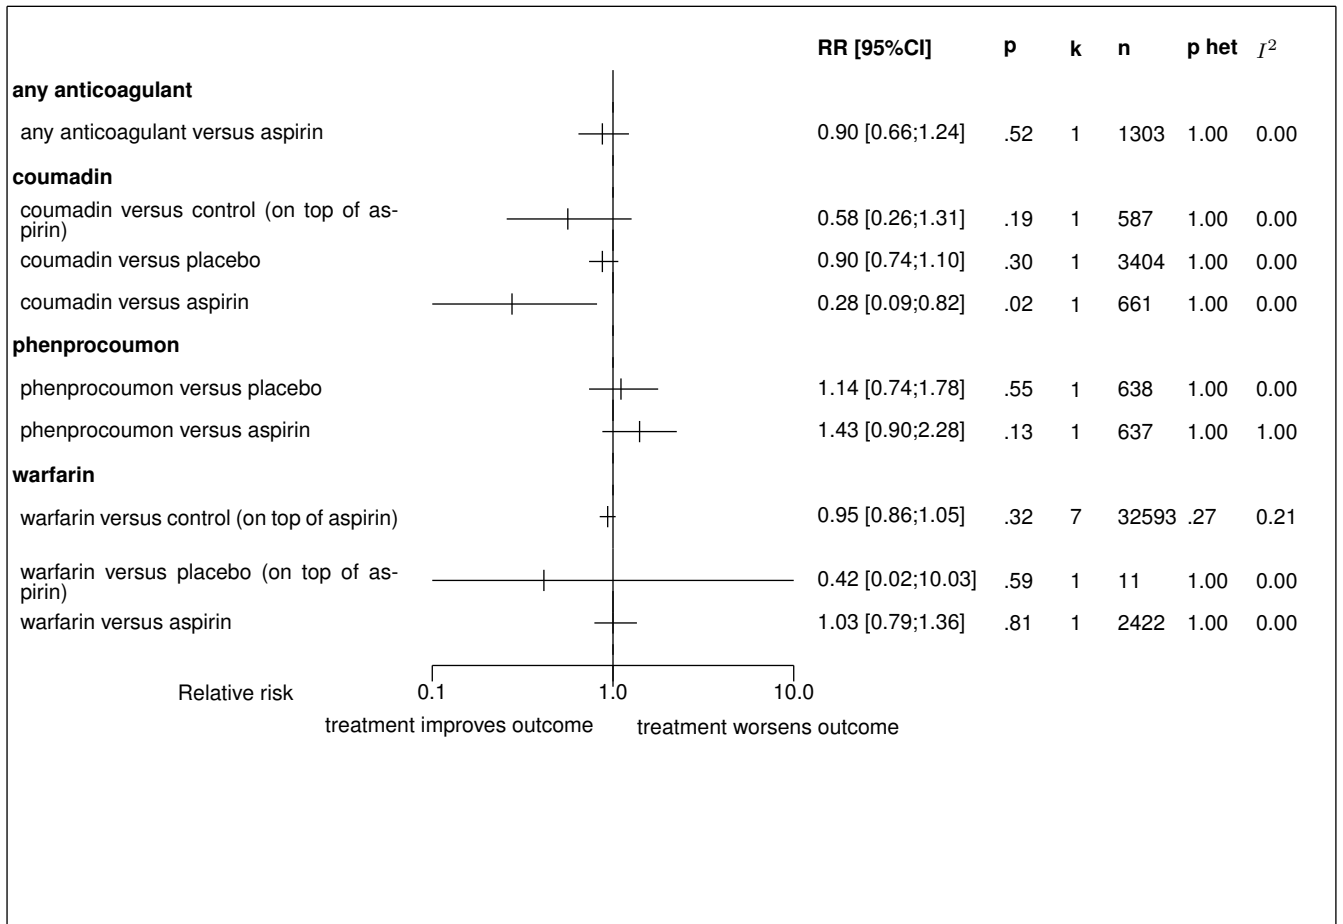 RR [95%CI] p k n p het I²
any anticoagulant
any anticoagulant versus aspirin 0.90 [0.66;1.24] .52 1 1303 1.00 0.00
coumadin
coumadin versus control (on top of as-
pirin) 0.58 [0.26;1.31] .19 1 587 1.00 0.00
coumadin versus placebo 0.90 [0.74;1.10] .30 1 3404 1.00 0.00
coumadin versus aspirin 0.28 [0.09;0.82] .02 1 661 1.00 0.00
phenprocoumon
phenprocoumon versus placebo 1.14 [0.74;1.78] .55 1 638 1.00 0.00
phenprocoumon versus aspirin 1.43 [0.90;2.28] .13 1 637 1.00 1.00
warfarin
warfarin versus control (on top of aspirin) 0.95 [0.86;1.05] .32 7 32593 .27 0.21
warfarin versus placebo (on top of as-
pirin) 0.42 [0.02;10.03] .59 1 11 1.00 0.00
warfarin versus aspirin 1.03 [0.79;1.36] .81 1 2422 1.00 0.00
Relative risk 0.1 1.0 10.0
treatment improves outcome treatment worsens outcome